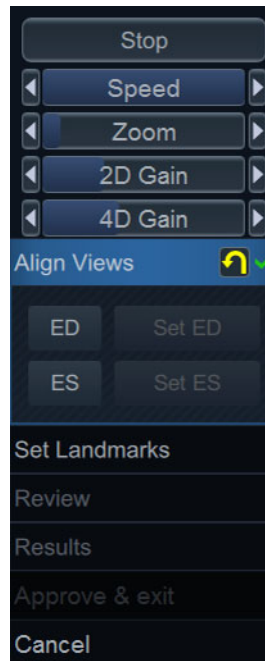 Stop
Speed
Zoom
2D Gain
4D Gain
Align Views
ED Set ED
ES Set ES
Set Landmarks
Review
Results
Approve & exit
Cancel